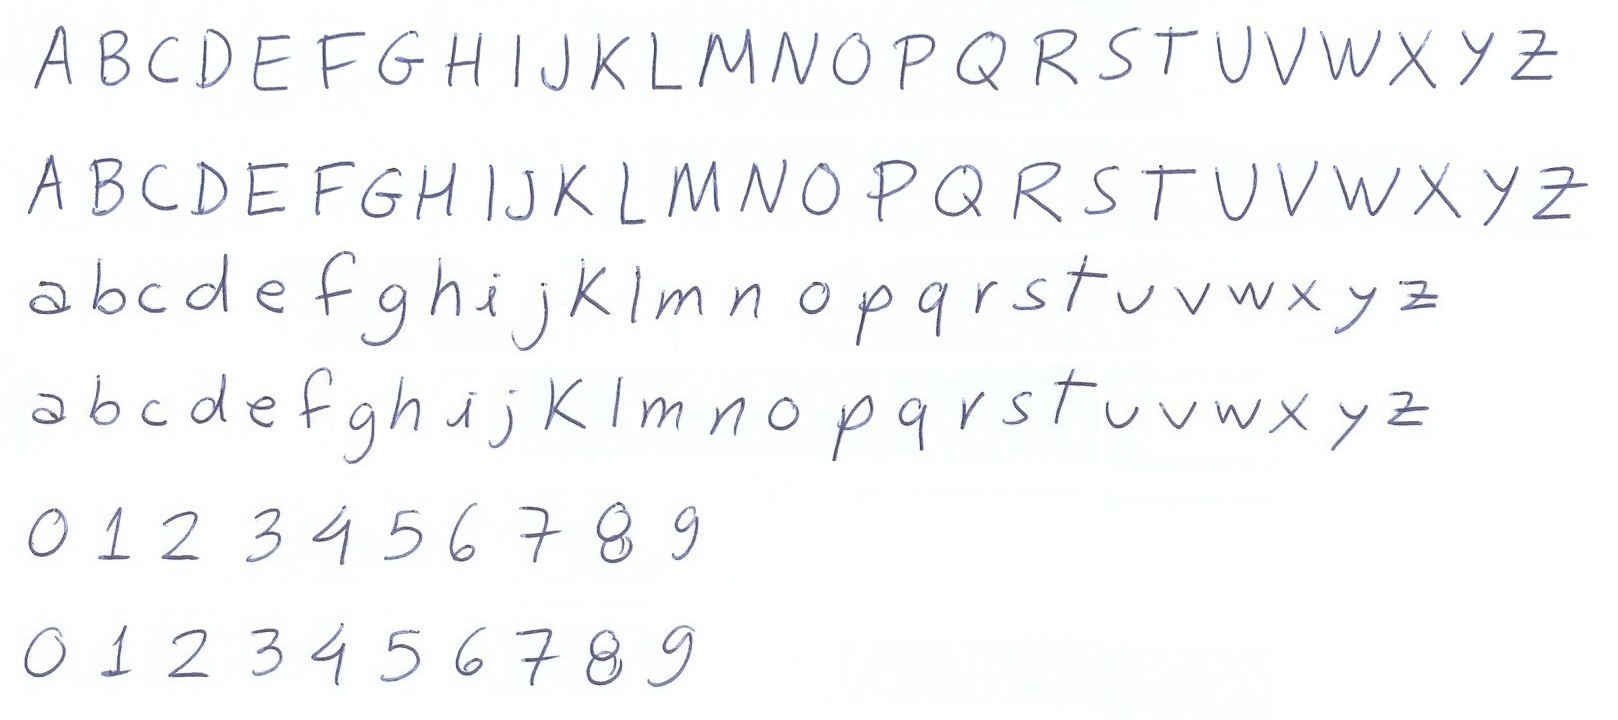 A B C D E F G H I J K L M N O P Q R S T U V W X Y Z
A B C D E F G H I J K L M N O P Q R S T U V W X Y Z
a b c d e f g h i j k l m n o p q r s t u v w x y z
a b c d e f g h i j k l m n o p q r s t u v w x y z
0 1 2 3 4 5 6 7 8 9
0 1 2 3 4 5 6 7 8 9